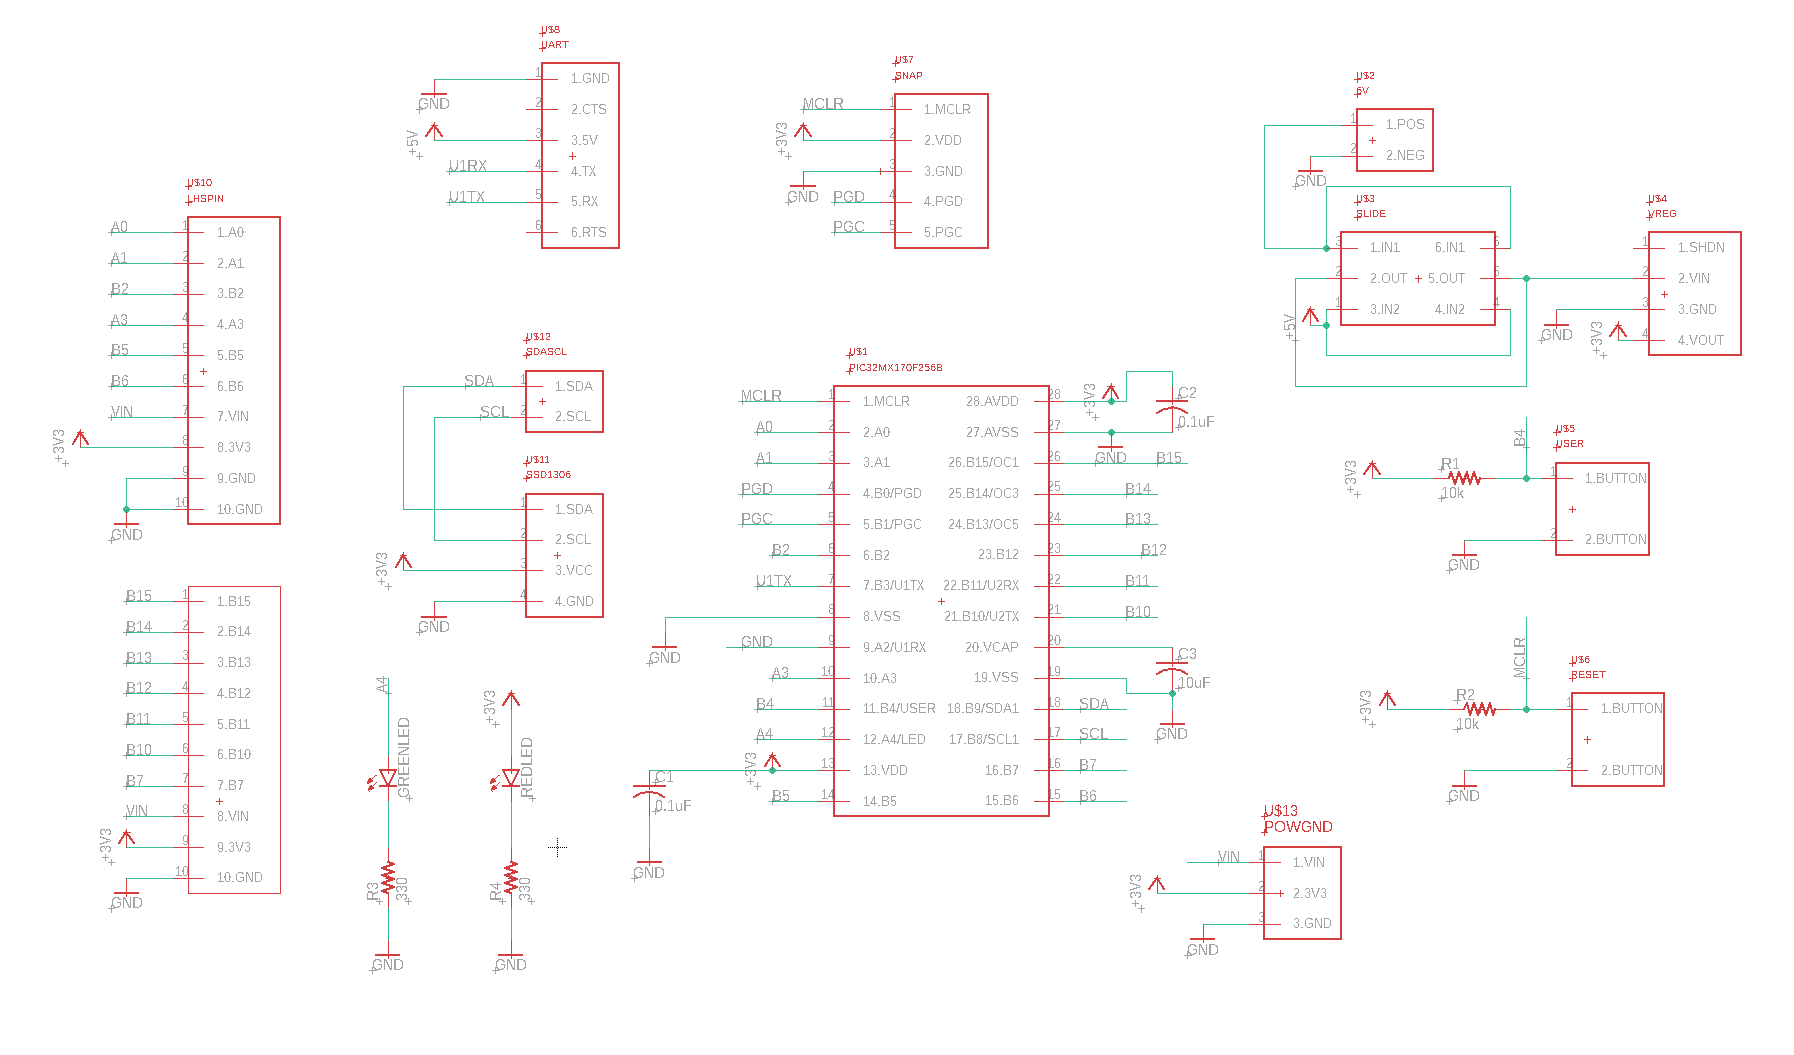 U$8
UART
1
1.GND
GND
2
2.CTS
+5V
3
3.5V
U1RX
4
4.TX
U1TX
5
5.RX
6
6.RTS
U$7
SNAP
MCLR
1
1.MCLR
+3V3
2
2.VDD
3
3.GND
GND
PGD
4
4.PGD
PGC
5
5.PGC
U$2
6V
1
1.POS
2
2.NEG
GND
U$3
SLIDE
3
1.IN1
6.IN1
6
2
2.OUT
5.OUT
5
1
3.IN2
4.IN2
4
+5V
U$4
VREG
1
1.SHDN
2
2.VIN
3
3.GND
GND
+3V3
4
4.VOUT
U$10
LHSPIN
A0
1
1.A0
A1
2
2.A1
B2
3
3.B2
A3
4
4.A3
B5
5
5.B5
B6
6
6.B6
VIN
7
7.VIN
+3V3
8
8.3V3
9
9.GND
10
10.GND
GND
U$12
SDASCL
SDA
1
1.SDA
SCL
2
2.SCL
U$11
SSD1306
1
1.SDA
2
2.SCL
+3V3
3
3.VCC
4
4.GND
GND
U$1
PIC32MX170F256B
MCLR
1
1.MCLR
28.AVDD
28
+3V3
C2
0.1uF
A0
2
2.A0
27.AVSS
27
GND
A1
3
3.A1
26.B15/OC1
26
B15
PGD
4
4.B0/PGD
25.B14/OC3
25
B14
PGC
5
5.B1/PGC
24.B13/OC5
24
B13
B2
6
6.B2
23.B12
23
B12
U1TX
7
7.B3/U1TX
22.B11/U2RX
22
B11
8
8.VSS
21.B10/U2TX
21
B10
GND
GND
9
9.A2/U1RX
20.VCAP
20
C3
10uF
A3
10
10.A3
19.VSS
19
GND
B4
11
11.B4/USER
18.B9/SDA1
18
SDA
A4
12
12.A4/LED
17.B8/SCL1
17
SCL
+3V3
13
13.VDD
16.B7
16
B7
C1
0.1uF
GND
B5
14
14.B5
15.B6
15
B6
B4
U$5
USER
+3V3
R1
10k
1
1.BUTTON
2
2.BUTTON
GND
MCLR
U$6
RESET
+3V3
R2
10k
1
1.BUTTON
2
2.BUTTON
GND
B15
1
1.B15
B14
2
2.B14
B13
3
3.B13
B12
4
4.B12
B11
5
5.B11
B10
6
6.B10
B7
7
7.B7
VIN
8
8.VIN
+3V3
9
9.3V3
10
10.GND
GND
A4
GREENLED
R3
330
GND
+3V3
REDLED
R4
330
GND
U$13
POWGND
VIN
1
1.VIN
+3V3
2
2.3V3
3
3.GND
GND